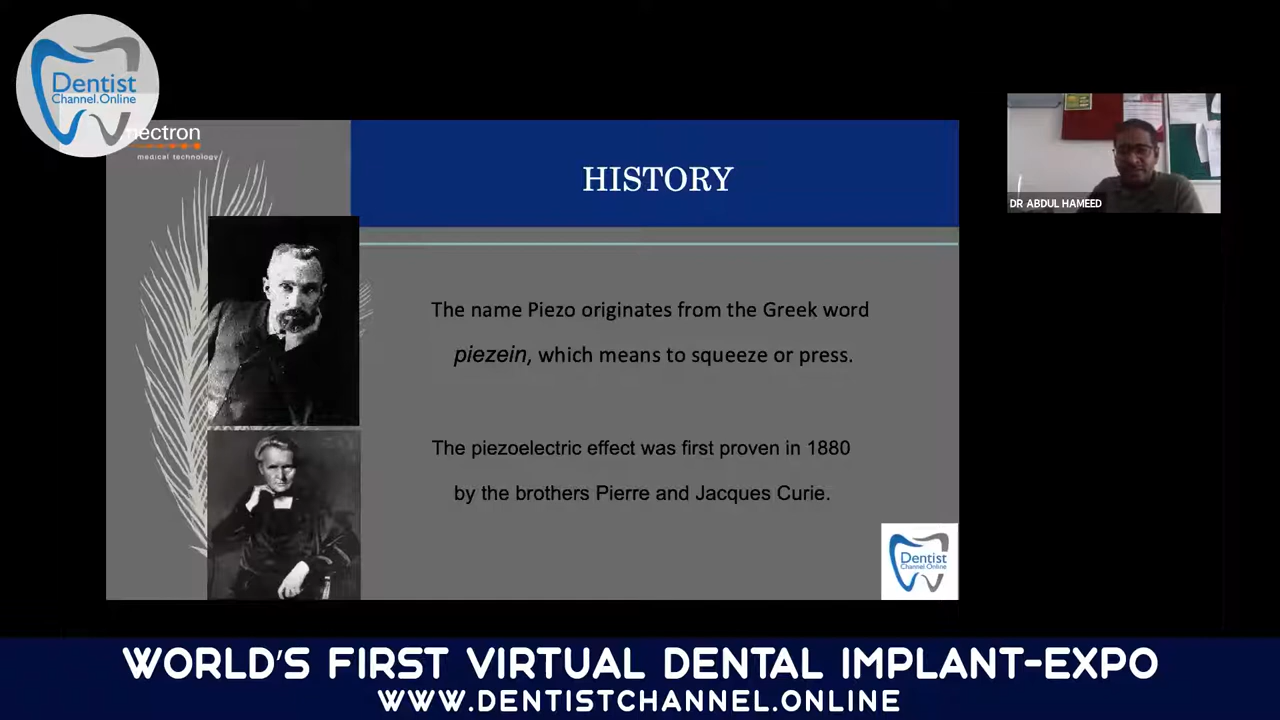 Dentist
Channel.Online
mectron
medical technology
HISTORY
DR ABDUL HAMEED
The name Piezo originates from the Greek word
piezein, which means to squeeze or press.
The piezoelectric effect was first proven in 1880
by the brothers Pierre and Jacques Curie.
Dentist
Channel.Online
WORLD'S FIRST VIRTUAL DENTAL IMPLANT-EXPO
WWW.DENTISTCHANNEL.ONLINE